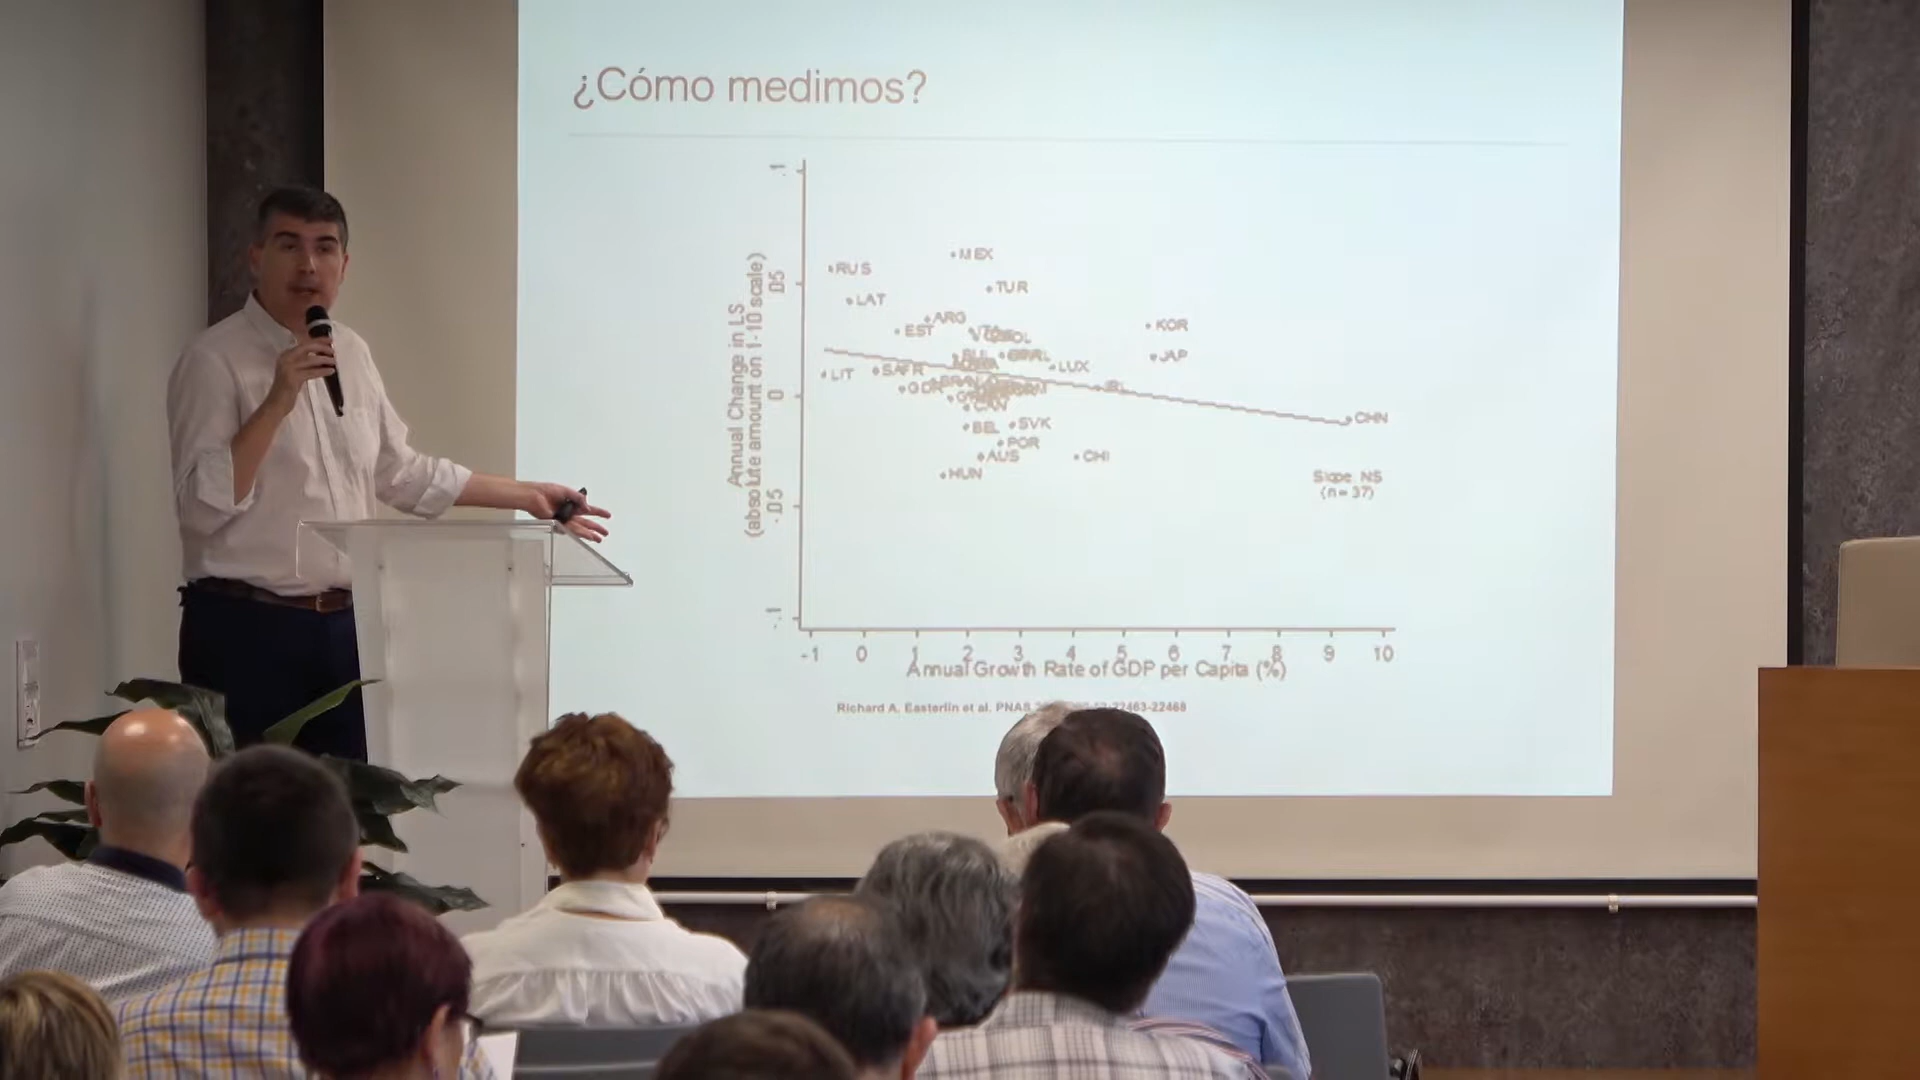 ¿Cómo medimos?
.1
MEX
RUS
TUR
.05
LAT
ARG
KOR
EST
JAP
LUX
SAFR
LIT
0
CHN
SVK
BEL
POR
AUS
CHI
HUN
Slope NS
(n= 37)
-.05
-.1
Annual Change in LS
(absolute amount on 1-10 scale)
-1 0 1 2 3 4 5 6 7 8 9 10
Annual Growth Rate of GDP per Capita (%)
Richard A. Easterlin et al. PNAS 22463-22468